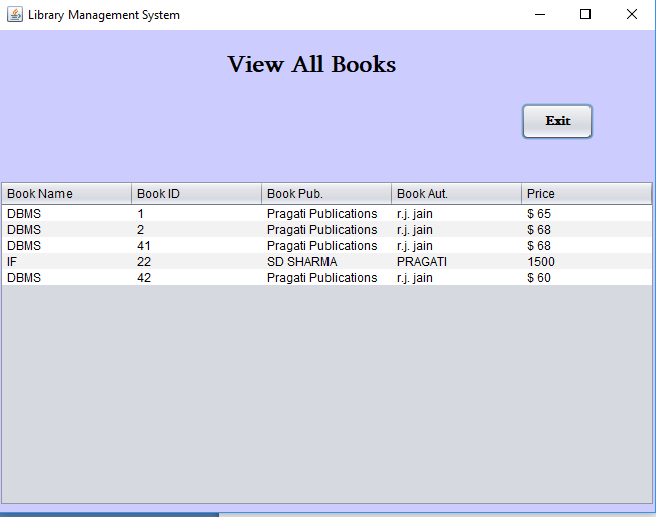 Library Management System
View All Books
Exit
Book Name Book ID Book Pub. Book Aut. Price
DBMS 1 Pragati Publications r.j. jain $ 65
DBMS 2 Pragati Publications r.j. jain $ 68
DBMS 41 Pragati Publications r.j. jain $ 68
IF 22 SD SHARMA PRAGATI 1500
DBMS 42 Pragati Publications r.j. jain $ 60